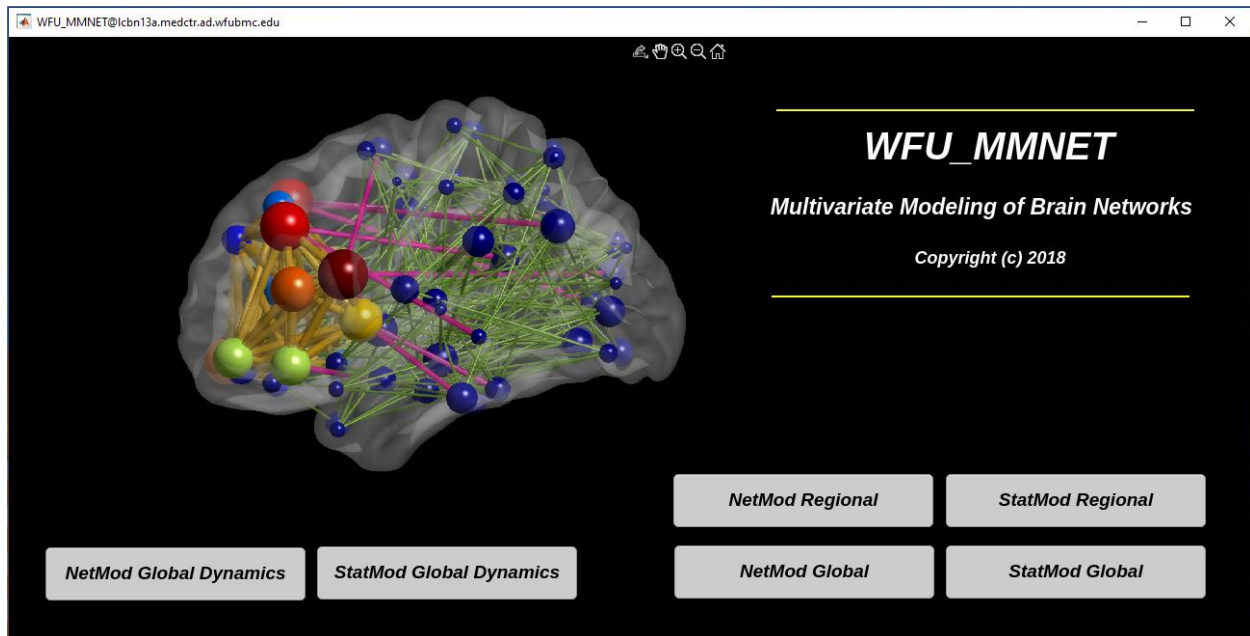 WFU_MMNET@lcbn13a.medctr.ad.wfubmc.edu
WFU_MMNET
Multivariate Modeling of Brain Networks
Copyright (c) 2018
NetMod Regional
StatMod Regional
NetMod Global Dynamics
StatMod Global Dynamics
NetMod Global
StatMod Global